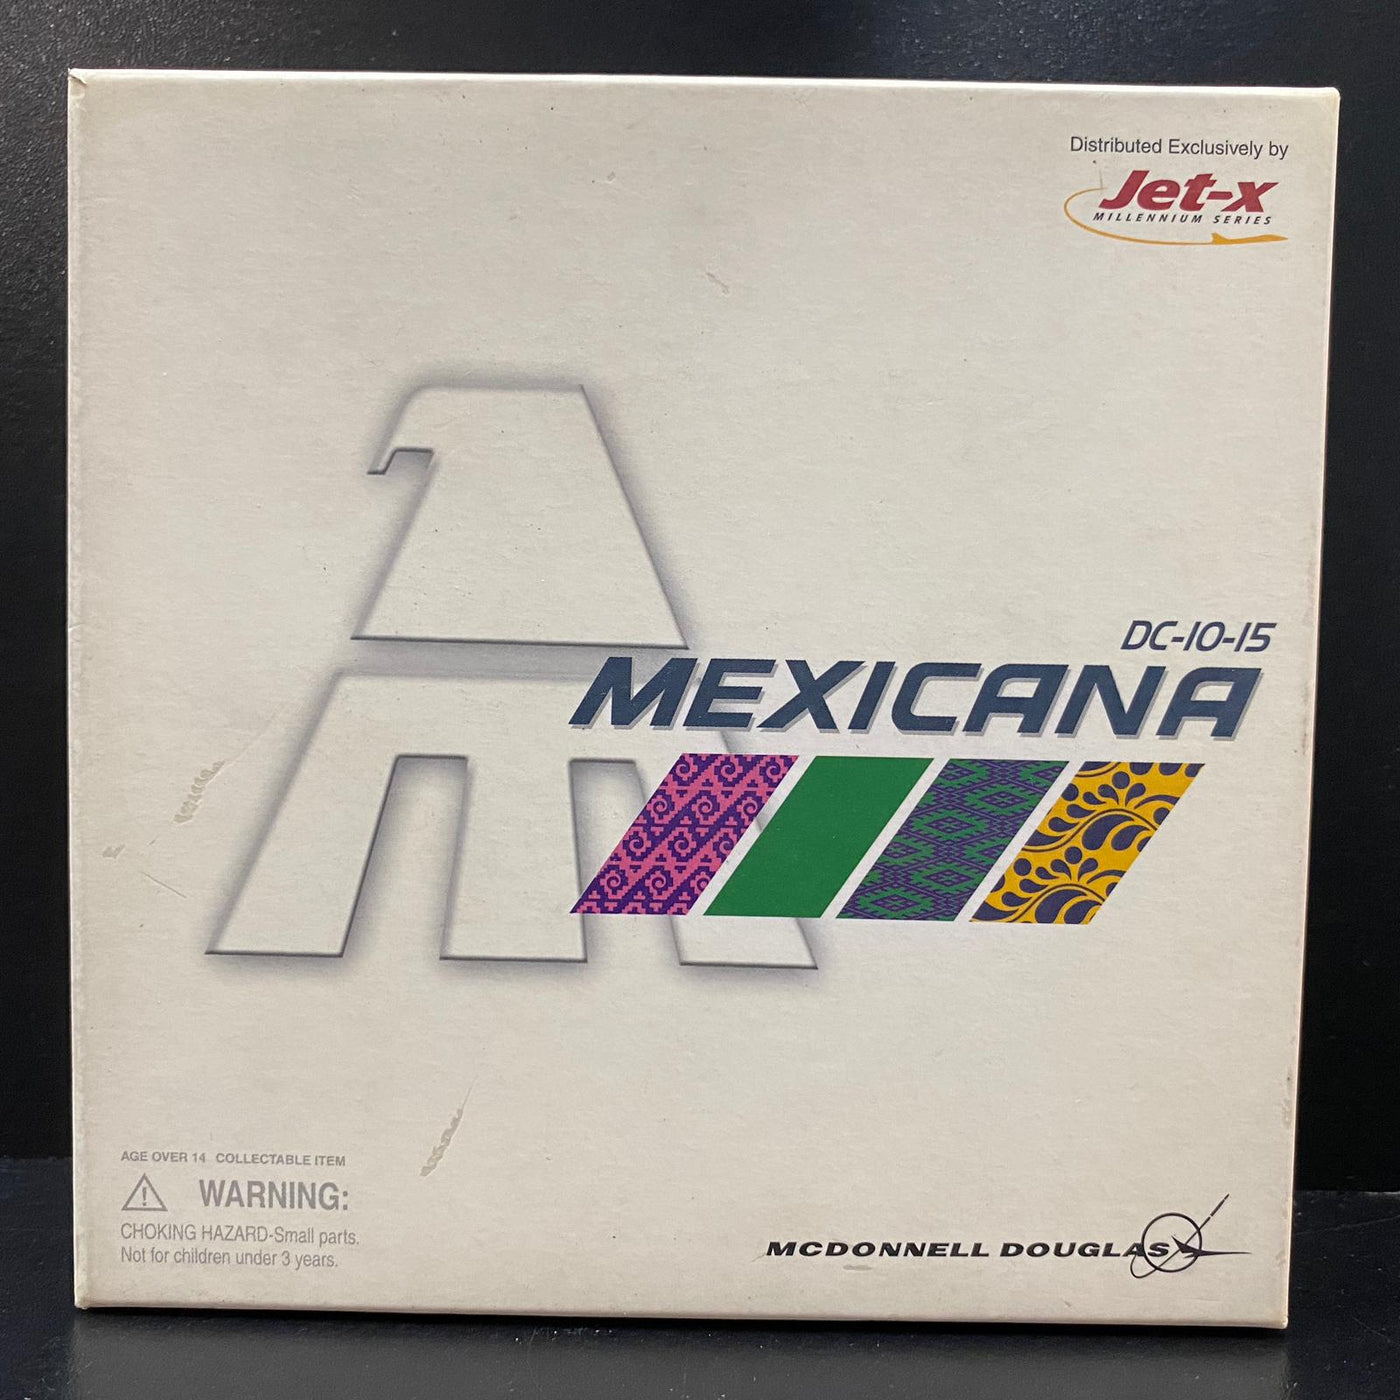 Distributed Exclusively by
Jet-x
MILLENNIUM SERIES
DC-10-15
MEXICANA
AGE OVER 14 COLLECTABLE ITEM
WARNING:
CHOKING HAZARD-Small parts.
Not for children under 3 years.
MCDONNELL DOUGLAS